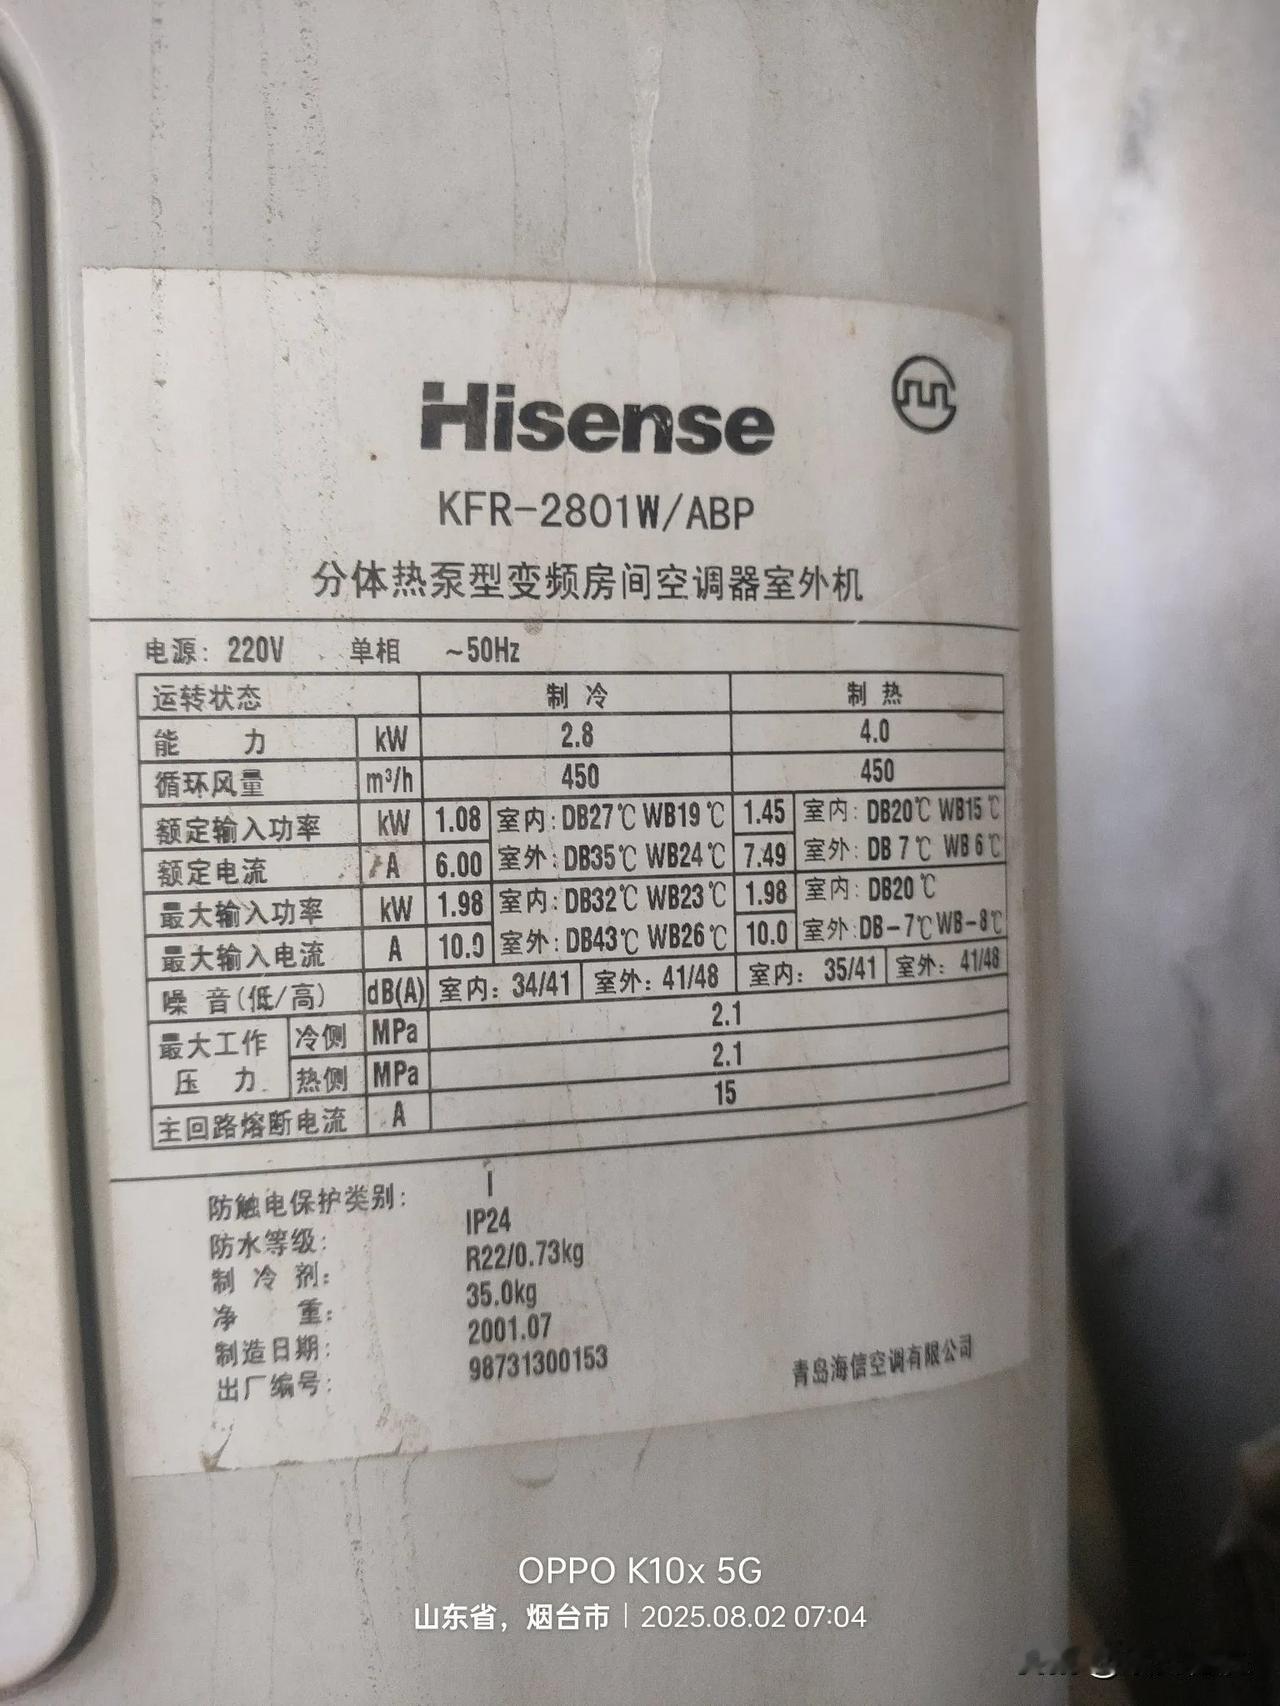 Hisense
KFR-2801W/ABP
分体热泵型变频房间空调器室外机
电源: 220V 单相 ~50Hz
运转状态 制冷 制热
能 力 kW 2.8 4.0
循环风量 m³/h 450 450
额定输入功率 kW 1.08 室内:DB27℃ WB19℃ 1.45 室内:DB20℃ WB15℃
额定电流 A 6.00 室外:DB35℃ WB24℃ 7.49 室外:DB 7℃ WB 6℃
最大输入功率 kW 1.98 室内:DB32℃ WB23℃ 1.98 室内:DB20℃
最大输入电流 A 10.0 室外:DB43℃ WB26℃ 10.0 室外:DB-7℃ WB-8℃
噪 音(低/高) dB(A) 室内: 34/41 室外: 41/48 室内: 35/41 室外: 41/48
最大工作压力 冷侧 MPa 2.1
热侧 MPa 2.1
主回路熔断电流 A 15
防触电保护类别: I
防水等级: IP24
制 冷 剂: R22/0.73kg
净 重: 35.0kg
制造日期: 2001.07
出厂编号: 98731300153
青岛海信空调有限公司
OPPO K10x 5G
山东省，烟台市 | 2025.08.02 07:04